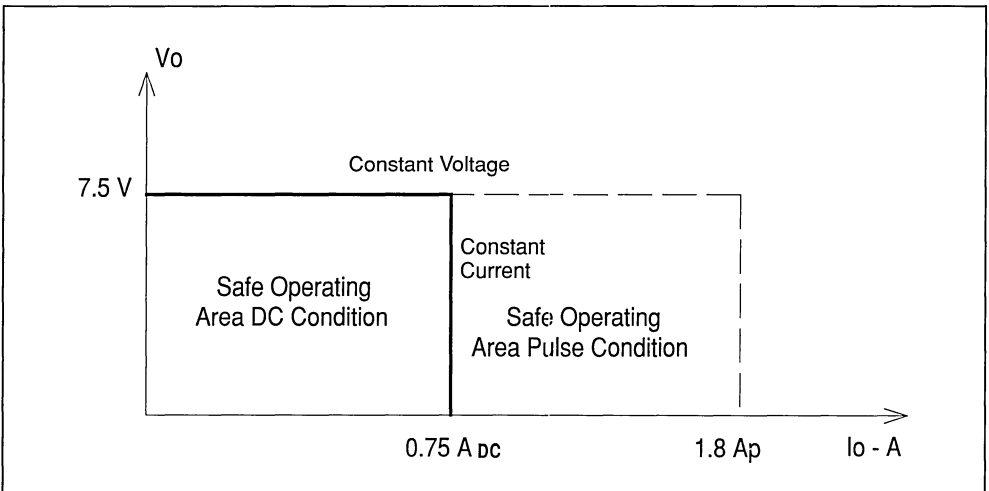 Vo
Constant Voltage
7.5 V
Constant
Current
Safe Operating
Area DC Condition
Safe Operating
Area Pulse Condition
0.75 A DC
1.8 Ap
Io - A